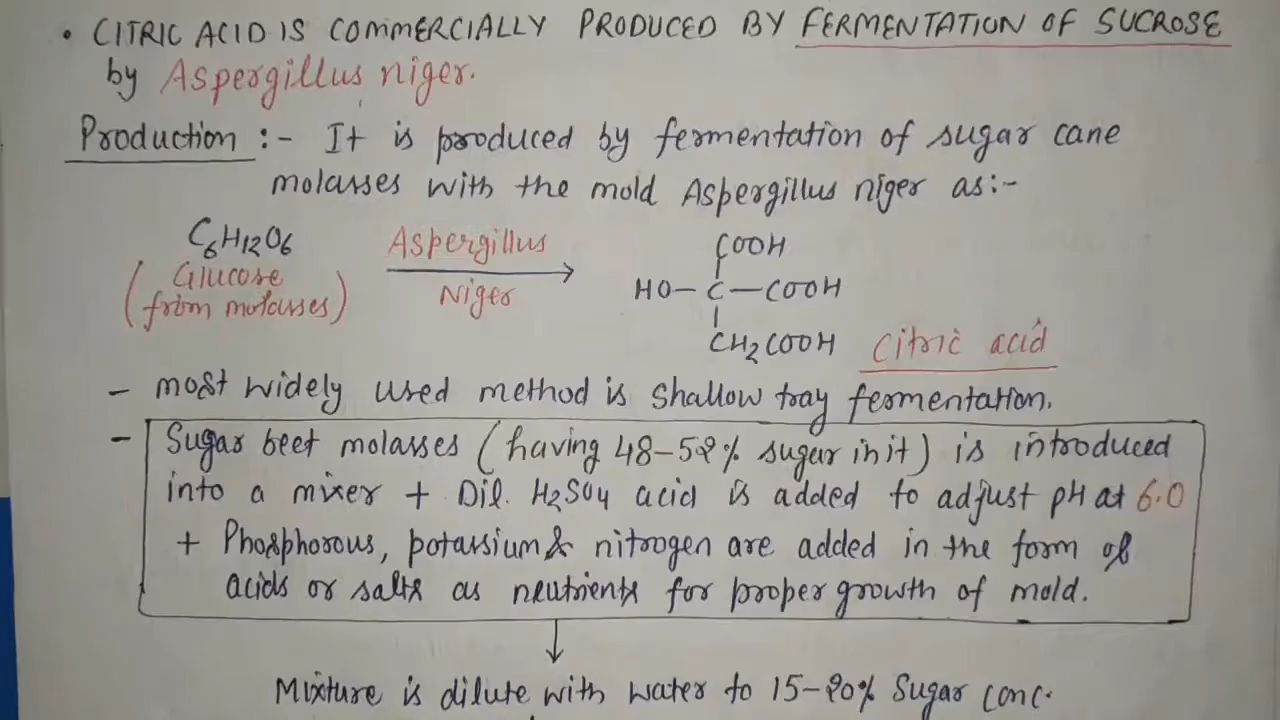 • CITRIC ACID IS COMMERCIALLY PRODUCED BY FERMENTATION OF SUCROSE
by Aspergillus niger.
Production :- It is produced by fermentation of sugar cane
molasses with the mold Aspergillus niger as:-
C6H12O6
(Glucose
from molasses)
Aspergillus
Niger
COOH
HO-C-COOH
CH2COOH
Citric acid
- most widely used method is shallow tray fermentation.
- Sugar beet molasses (having 48-52% sugar in it) is introduced
into a mixer + Dil. H2SO4 acid is added to adjust pH at 6.0
+ Phosphorous, potassium & nitrogen are added in the form of
acids or salts as neutrients for proper growth of mold.
Mixture is dilute with water to 15-20% Sugar conc.